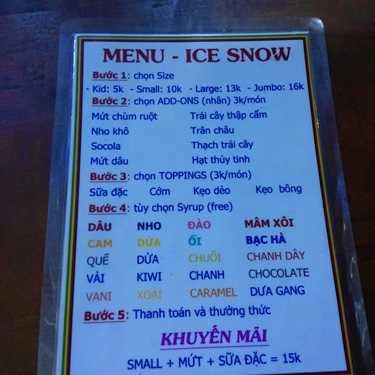 MENU - ICE SNOW
Bước 1: chọn Size
- Kid: 5k - Small: 10k - Large: 13k - Jumbo: 16k
Bước 2: chọn ADD-ONS (nhân) 3k/món
Mứt chùm ruột Trái cây thập cẩm
Nho khô Trân châu
Socola Thạch trái cây
Mứt dâu Hạt thủy tinh
Bước 3: chọn TOPPINGS (3k/món)
Sữa đặc Cớm Kẹo dẻo Kẹo bông
Bước 4: tùy chọn Syrup (free)
DÂU NHO ĐÀO MÂM XÔI
CAM DỨA ỔI BẠC HÀ
QUẾ DỪA CHUỐI CHANH DÂY
VẢI KIWI CHANH CHOCOLATE
VANI XOÀI CARAMEL DƯA GANG
Bước 5: Thanh toán và thưởng thức
KHUYẾN MÃI
SMALL + MỨT + SỮA ĐẶC = 15k